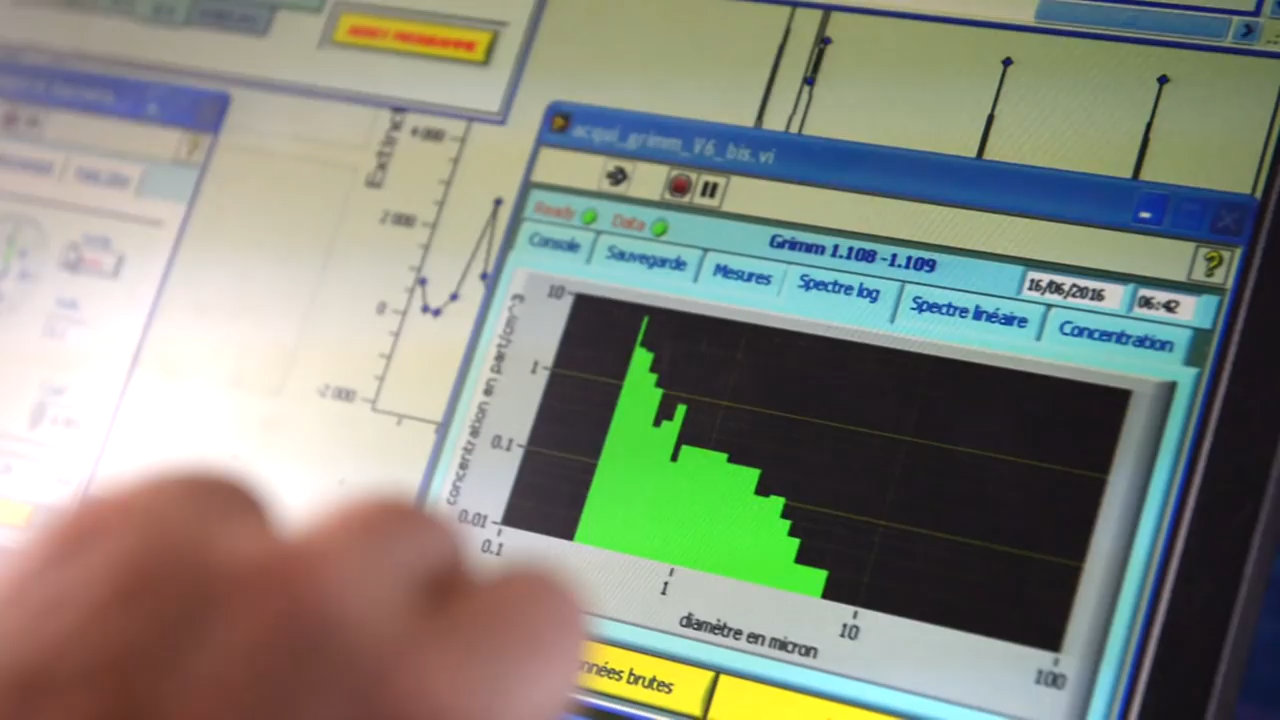 acqui_grimm_V6_bis.vi
Ready Data
Grimm 1.108 -1.109
16/06/2016 06:42
?
Console Sauvegarde Mesures Spectre log Spectre linéaire Concentration
concentration en part/cm^3
10
1
0.1
0.01
0.1 1 10 100
diamètre en micron
nnées brutes
Extinc
4 000
2 000
0
-2 000